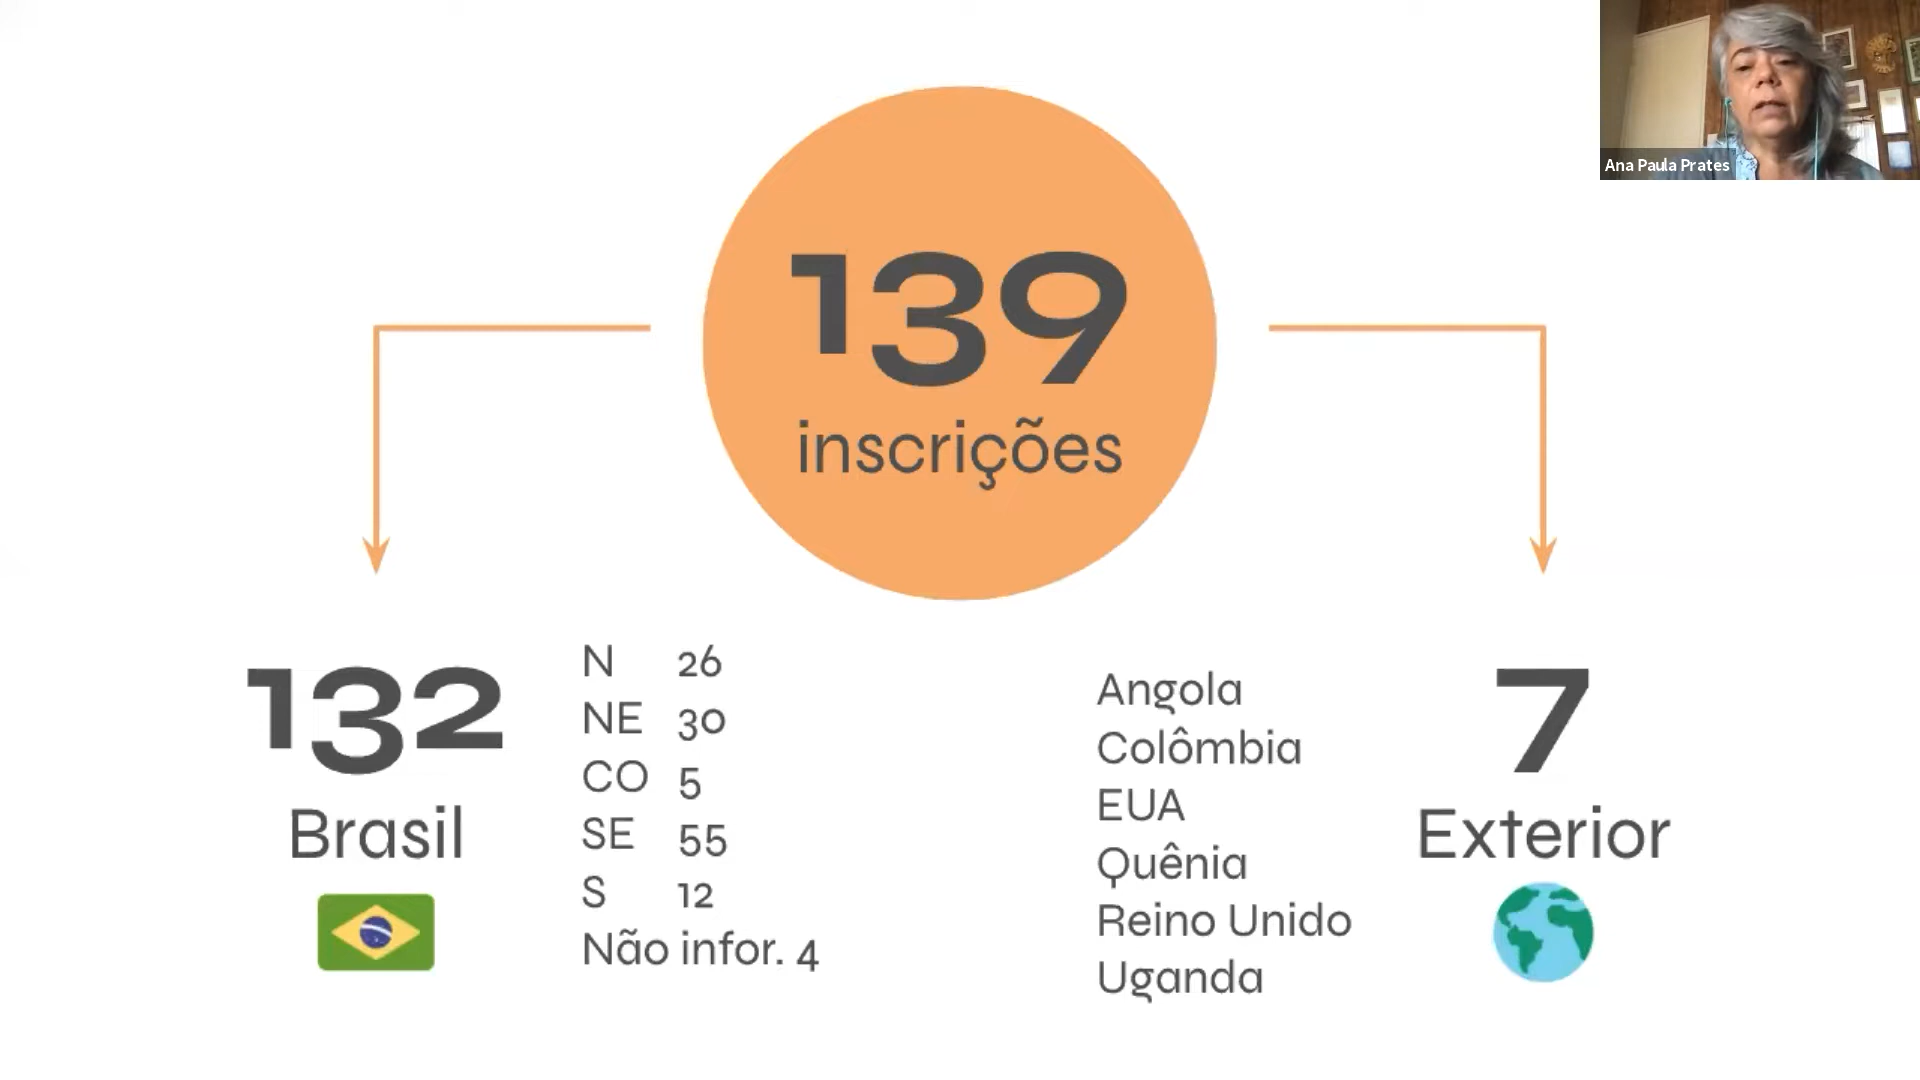 Ana Paula Prates
139
inscrições
132
Brasil
N 26
NE 30
CO 5
SE 55
S 12
Não infor. 4
Angola
Colômbia
EUA
Quênia
Reino Unido
Uganda
7
Exterior